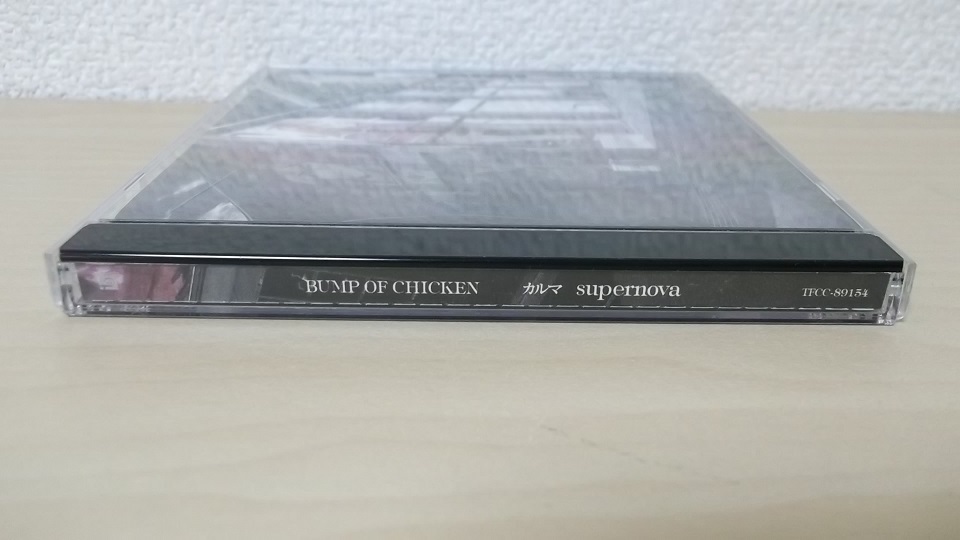 BUMP OF CHICKEN カルマ supernova TFCC-89154